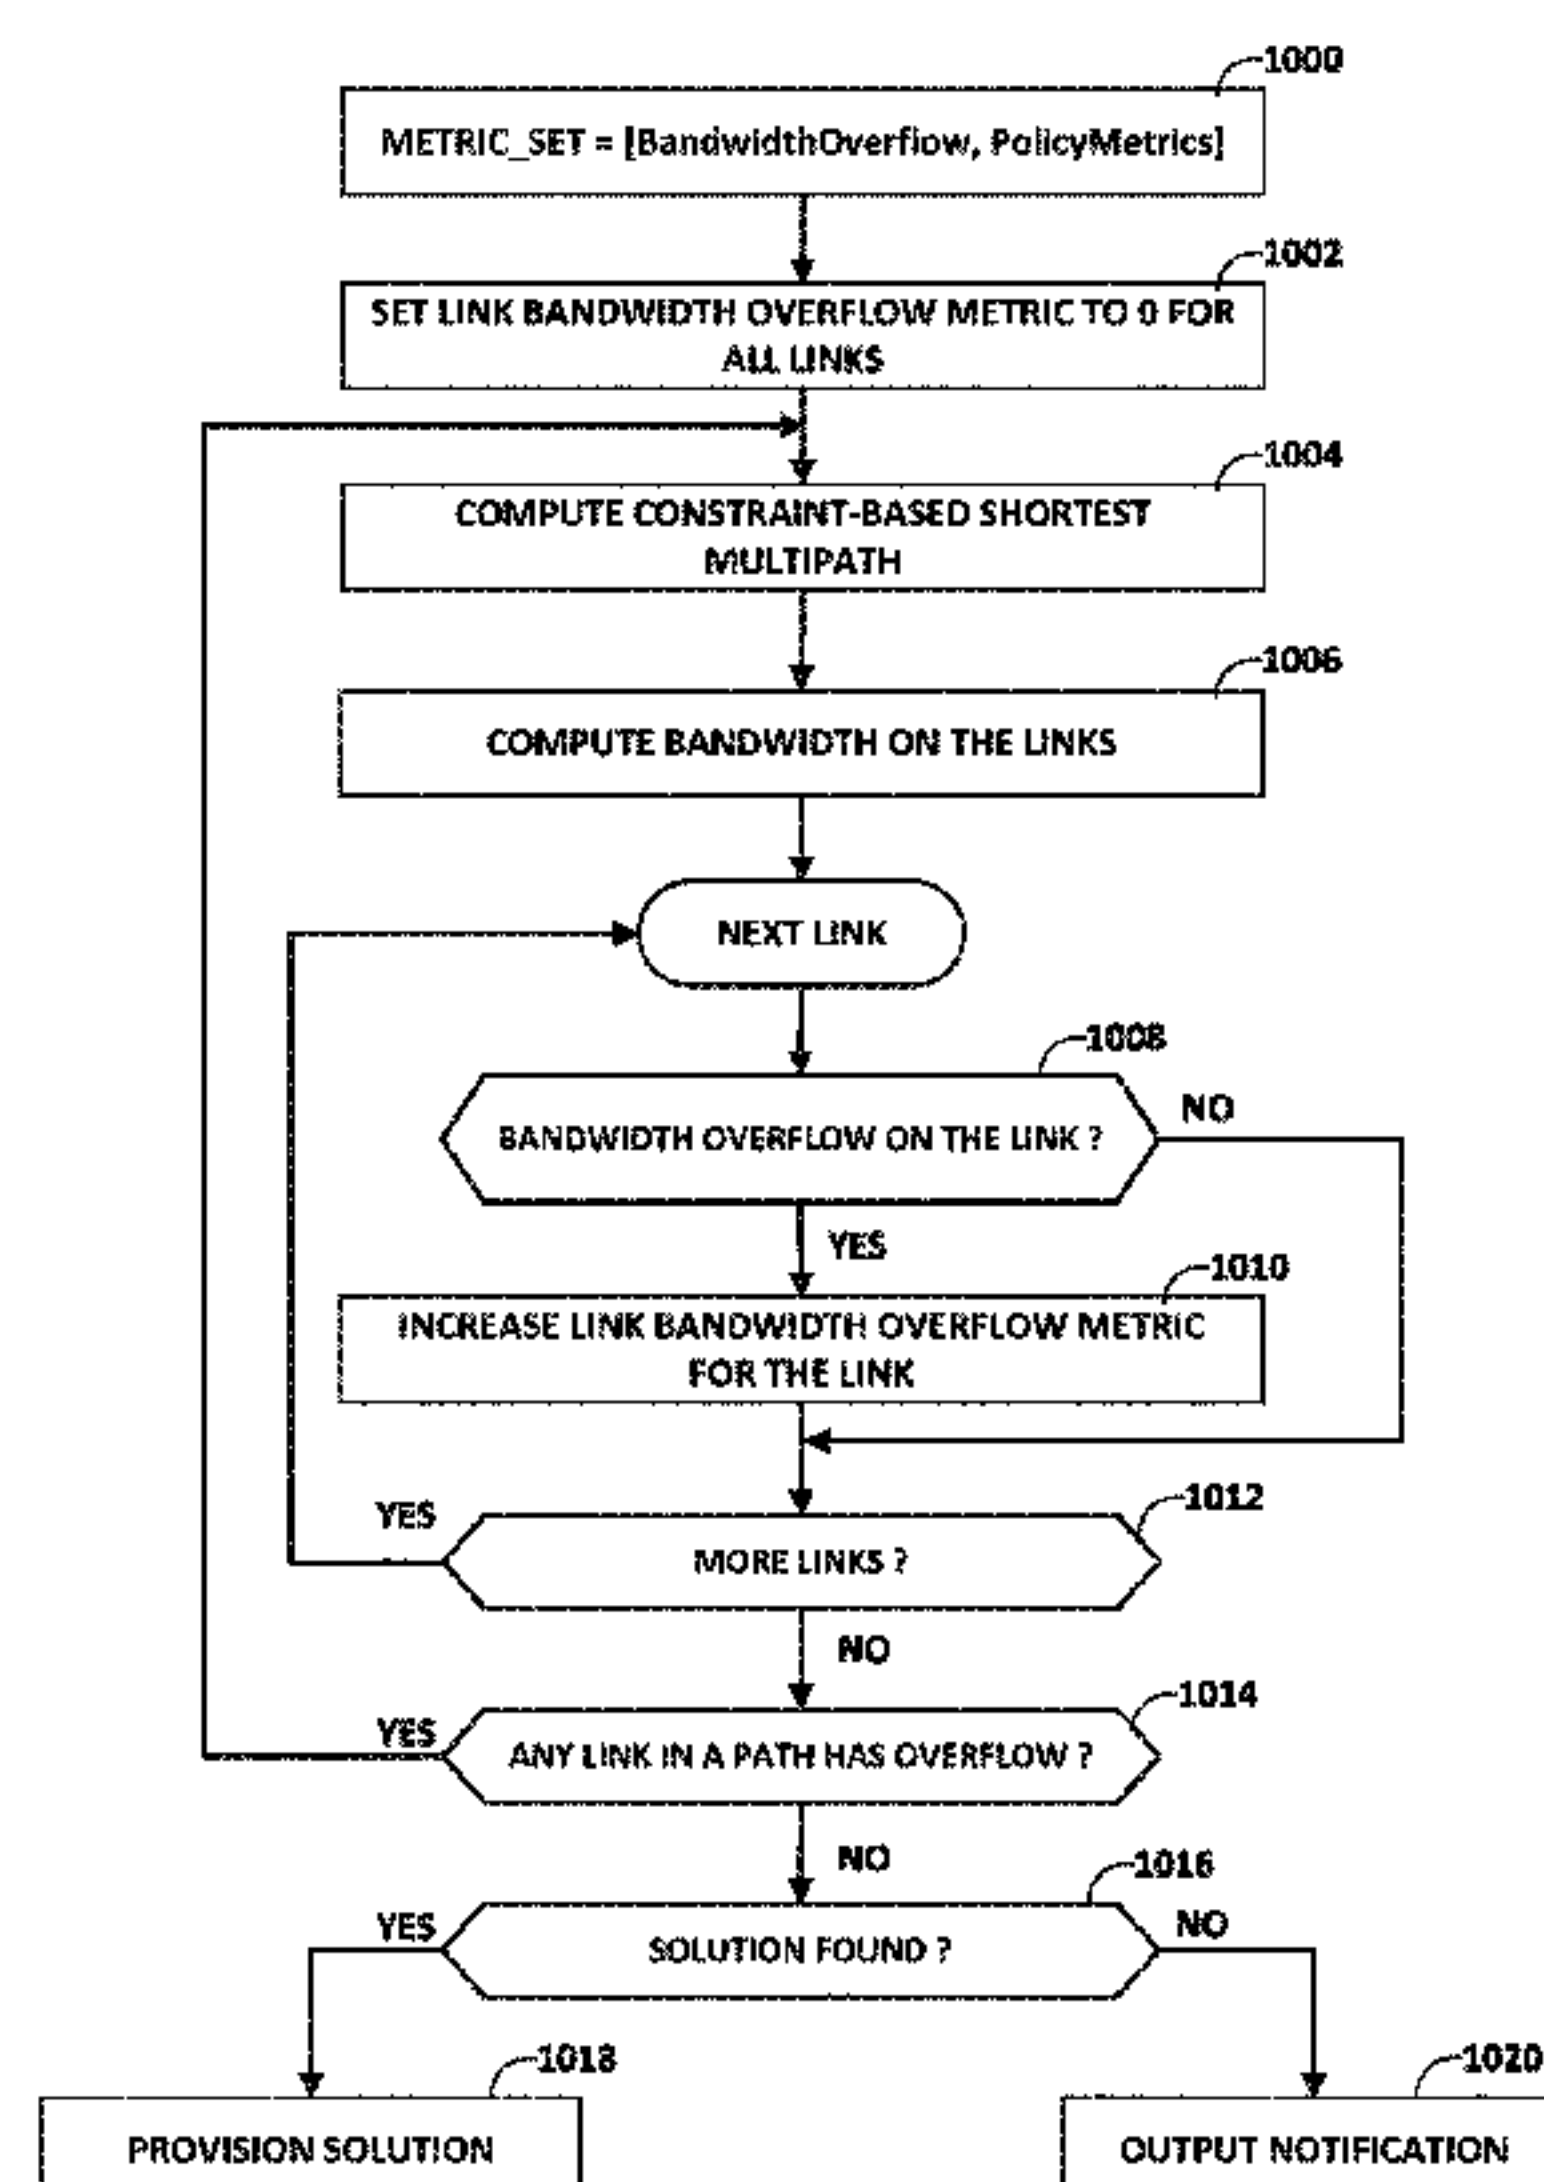 1000
METRIC_SET = [BandwidthOverflow, PolicyMetrics]
1002
SET LINK BANDWIDTH OVERFLOW METRIC TO 0 FOR
ALL LINKS
1004
COMPUTE CONSTRAINT-BASED SHORTEST
MULTIPATH
1006
COMPUTE BANDWIDTH ON THE LINKS
NEXT LINK
1008
BANDWIDTH OVERFLOW ON THE LINK ?
NO
YES
1010
INCREASE LINK BANDWIDTH OVERFLOW METRIC
FOR THE LINK
1012
YES
MORE LINKS ?
NO
1014
YES
ANY LINK IN A PATH HAS OVERFLOW ?
NO
1016
YES
SOLUTION FOUND ?
NO
1018
PROVISION SOLUTION
1020
OUTPUT NOTIFICATION